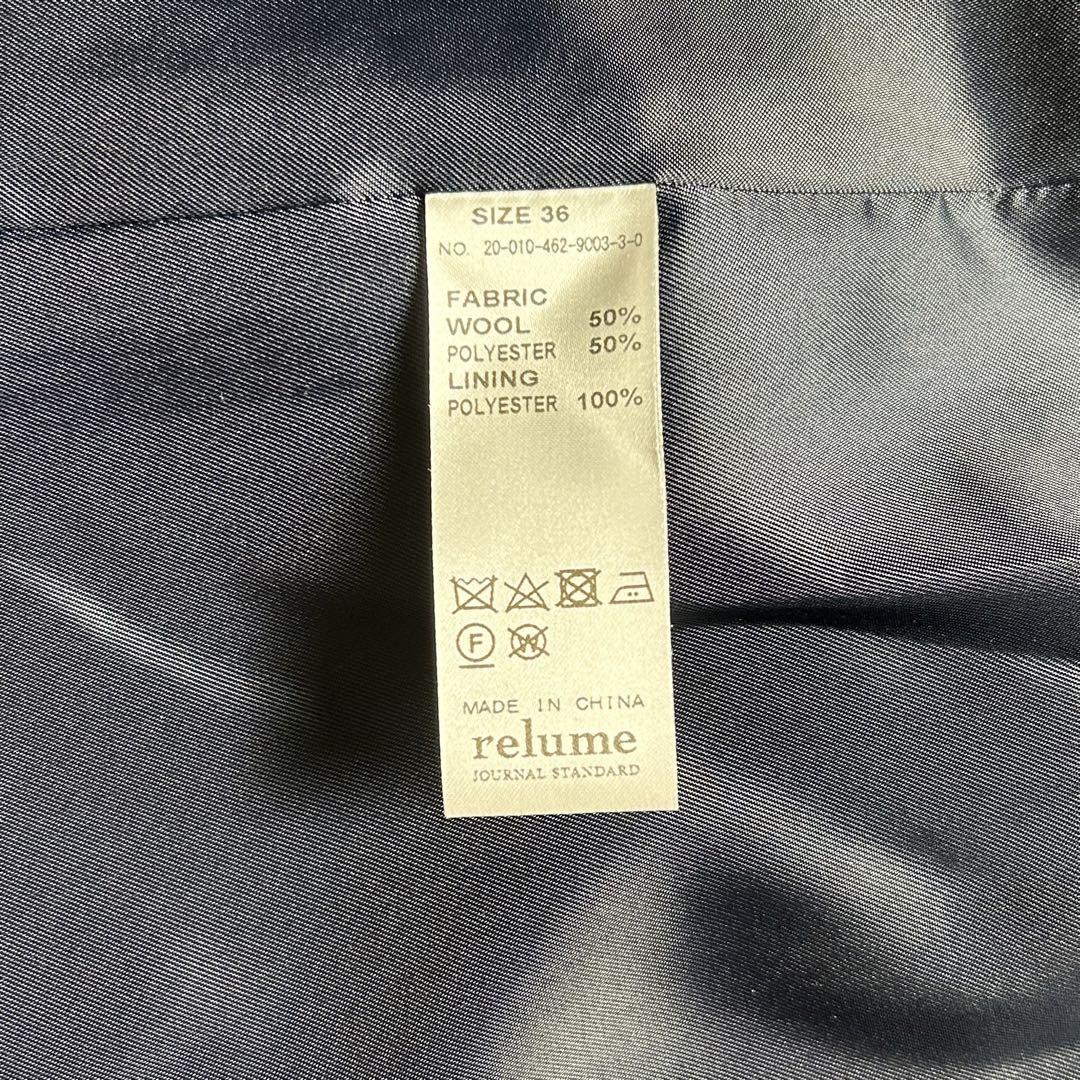 SIZE 36
NO. 20-010-462-9003-3-0
FABRIC
WOOL 50%
POLYESTER 50%
LINING
POLYESTER 100%
F W
MADE IN CHINA
relume
JOURNAL STANDARD